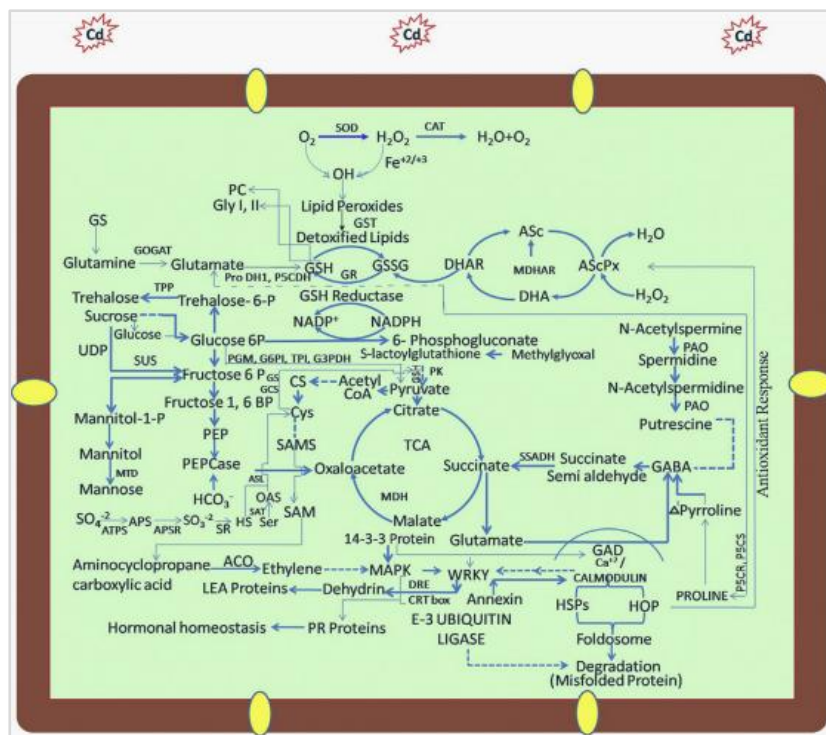 Cd
Cd
Cd
O₂ SOD H₂O₂ CAT H₂O+O₂
Fe⁺²/⁺³
OH
PC
Gly I, II
Lipid Peroxides
GST
Detoxified Lipids
GS
GOGAT
Glutamine
Glutamate
Pro DH1, P5CDH
GSH
GR
GSSG
DHAR
ASc
MDHAR
DHA
AScPx
H₂O
H₂O₂
GSH Reductase
NADP⁺
NADPH
TPP
Trehalose
Trehalose- 6-P
Sucrose
Glucose
Glucose 6P
6- Phosphogluconate
PGM, G6PI, TPI, G3PDH
S-lactoylglutathione
Methylglyoxal
UDP
SUS
Fructose 6 P
GS
GCS
CS
Acetyl
CoA
GST
PK
Pyruvate
Fructose 1, 6 BP
Cys
Citrate
Mannitol-1-P
PEP
SAMS
TCA
Mannitol
PEPCase
Oxaloacetate
Succinate
SSADH
Succinate
Semi aldehyde
GABA
MTD
Mannose
HCO₃⁻
ASL
OAS
SAT
SAM
MDH
Malate
SO₄⁻²
ATPS
APS
APSR
SO₃⁻²
SR
HS
Ser
N-Acetylspermine
PAO
Spermidine
N-Acetylspermidine
PAO
Putrescine
Antioxidant Response
Δ'Pyrroline
P5CR, P5CS
PROLINE
14-3-3 Protein
Glutamate
GAD
Ca⁺²/
CALMODULIN
Aminocyclopropane
carboxylic acid
ACO
Ethylene
MAPK
WRKY
LEA Proteins
Dehydrin
DRE
CRT box
Annexin
HSPs
HOP
Hormonal homeostasis
PR Proteins
E-3 UBIQUITIN
LIGASE
Foldosome
Degradation
(Misfolded Protein)